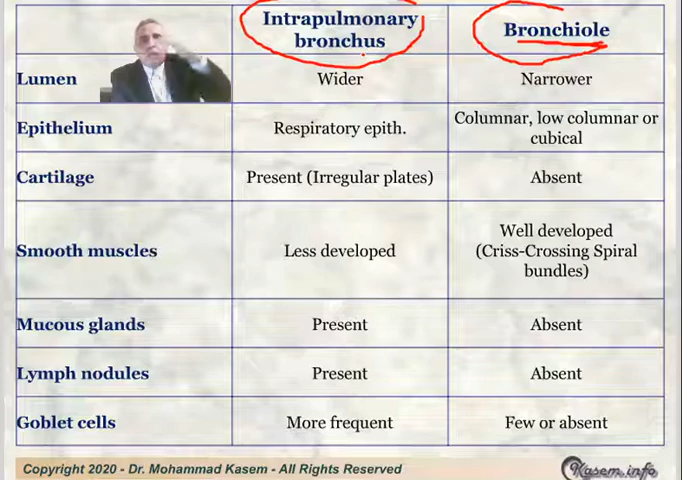 Intrapulmonary
bronchus
Bronchiole
Lumen
Wider
Narrower
Epithelium
Respiratory epith.
Columnar, low columnar or
cubical
Cartilage
Present (Irregular plates)
Absent
Smooth muscles
Less developed
Well developed
(Criss-Crossing Spiral
bundles)
Mucous glands
Present
Absent
Lymph nodules
Present
Absent
Goblet cells
More frequent
Few or absent
Copyright 2020 - Dr. Mohammad Kasem - All Rights Reserved
Kasem.info